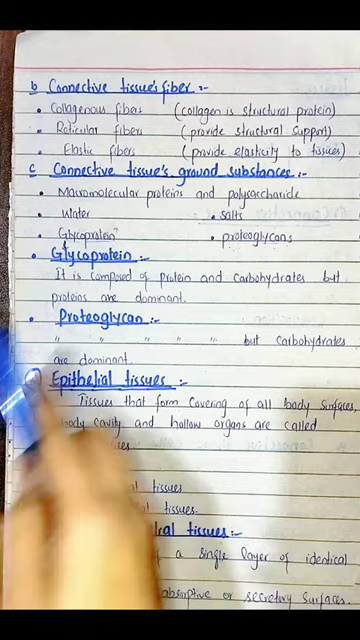 b Connective tissue's fiber :-
• Collagenous fibers (collagen is structural protein)
• Reticular fibers (provide structural support)
• Elastic fibers (provide elasticity to tissues)
c Connective tissue's ground substances :-
• Macromolecular proteins and polysaccharide
• Water • salts
• Glycoprotein • proteoglycans
• Glycoprotein :-
It is composed of protein and Carbohydrates but
proteins are dominant.
• Proteoglycan :-
" " " " " " but Carbohydrates
are dominant.
Epithelial tissues :-
Tissues that form covering of all body surfaces,
body cavity and hollow organs are called
tissues
tissues.
tissues :-
a single layer of identical
absorptive or secretory surfaces.